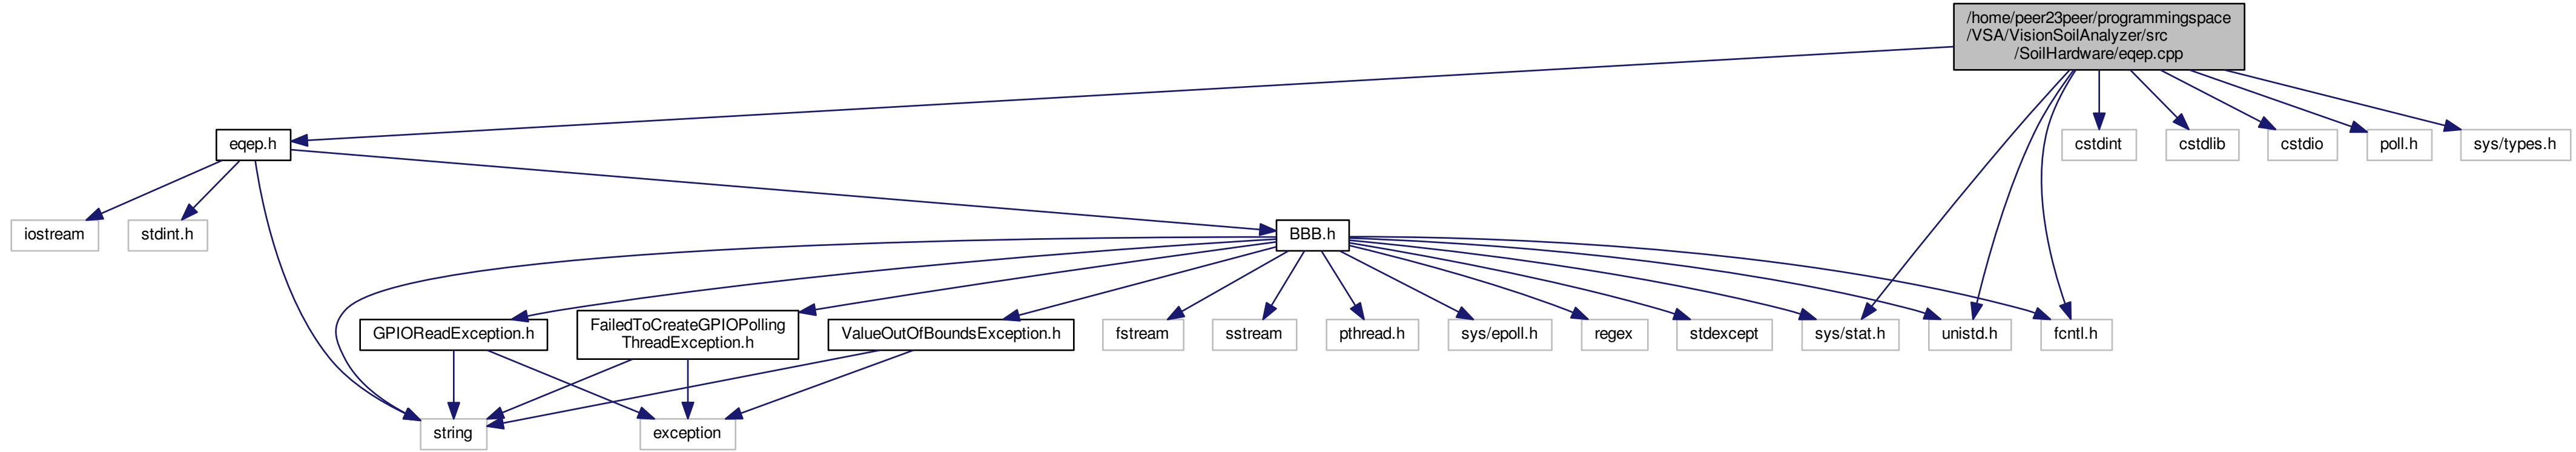 /home/peer23peer/programmingspace
/VSA/VisionSoilAnalyzer/src
/SoilHardware/eqep.cpp
eqep.h
cstdint
cstdlib
cstdio
poll.h
sys/types.h
iostream
stdint.h
BBB.h
GPIOReadException.h
FailedToCreateGPIOPolling
ThreadException.h
ValueOutOfBoundsException.h
fstream
sstream
pthread.h
sys/epoll.h
regex
stdexcept
sys/stat.h
unistd.h
fcntl.h
string
exception